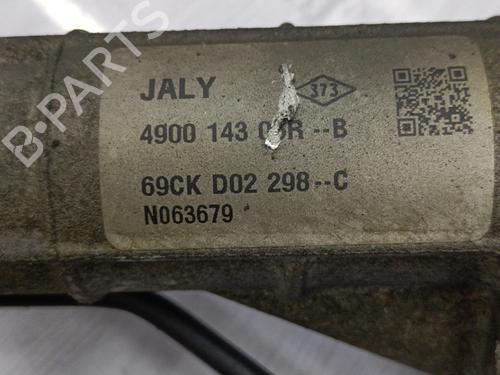 JALY 373
4900 143 R--B
69CK D02 298--C
N063679
B-PARTS